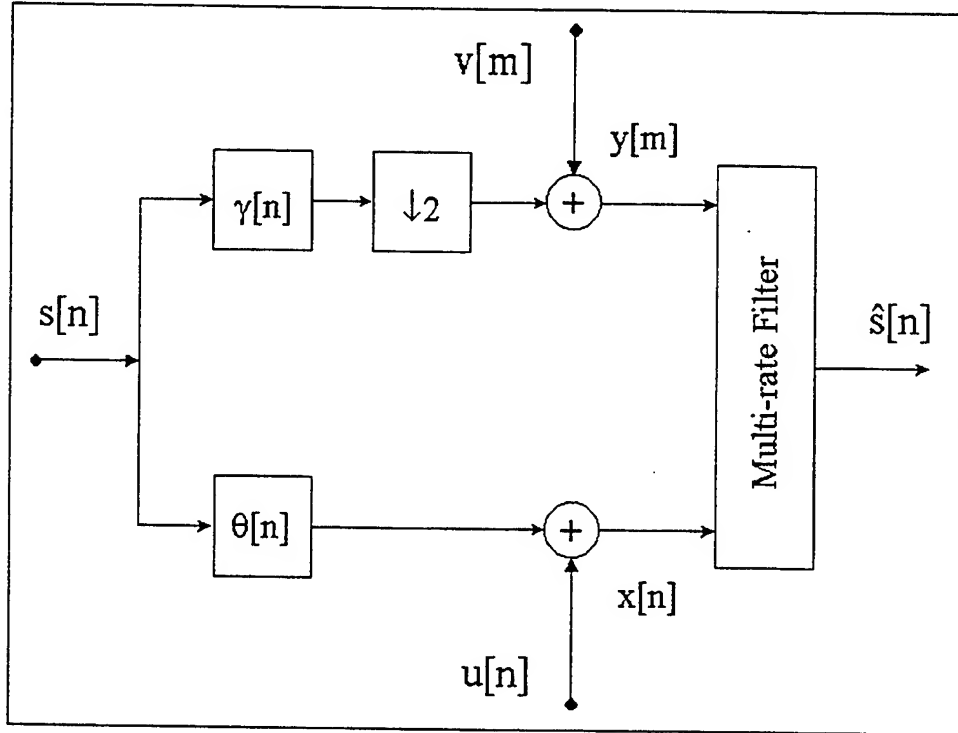 v[m]
y[m]
γ[n]
↓2
+
s[n]
Multi-rate Filter
ŝ[n]
θ[n]
+
x[n]
u[n]